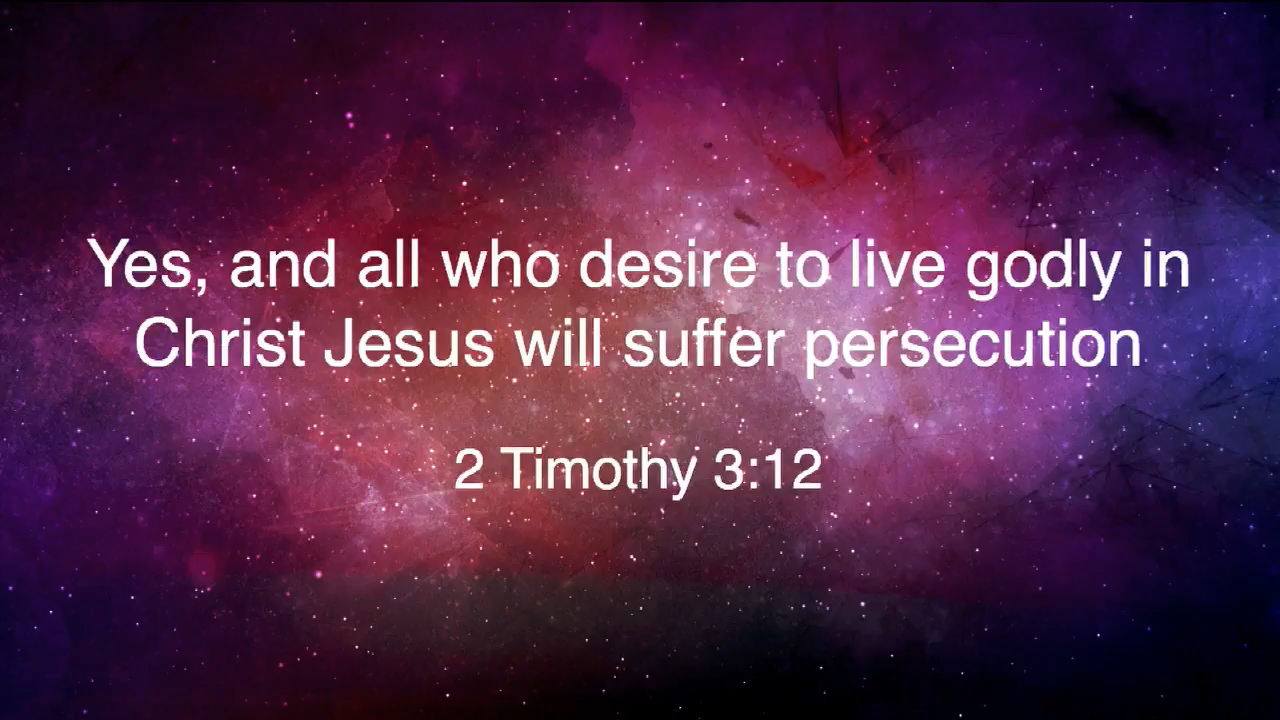 Yes, and all who desire to live godly in
Christ Jesus will suffer persecution
2 Timothy 3:12